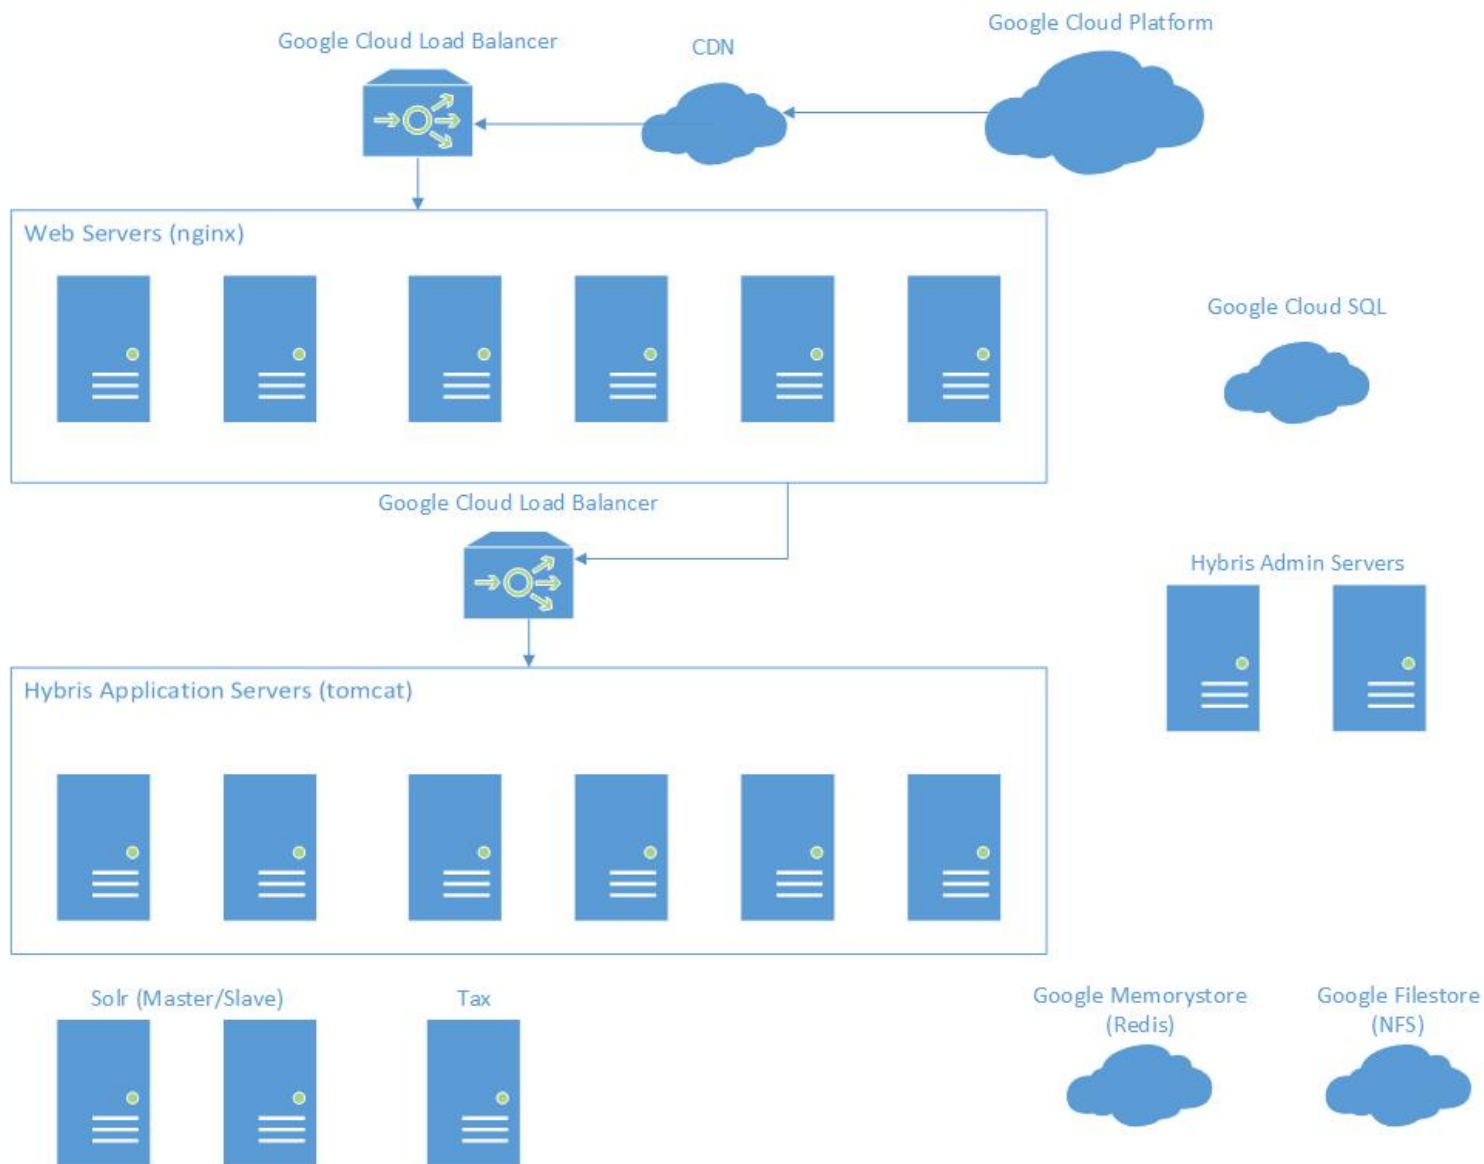 Google Cloud Platform
Google Cloud Load Balancer
CDN
Web Servers (nginx)
Google Cloud SQL
Google Cloud Load Balancer
Hybris Admin Servers
Hybris Application Servers (tomcat)
Solr (Master/Slave)
Tax
Google Memorystore
(Redis)
Google Filestore
(NFS)